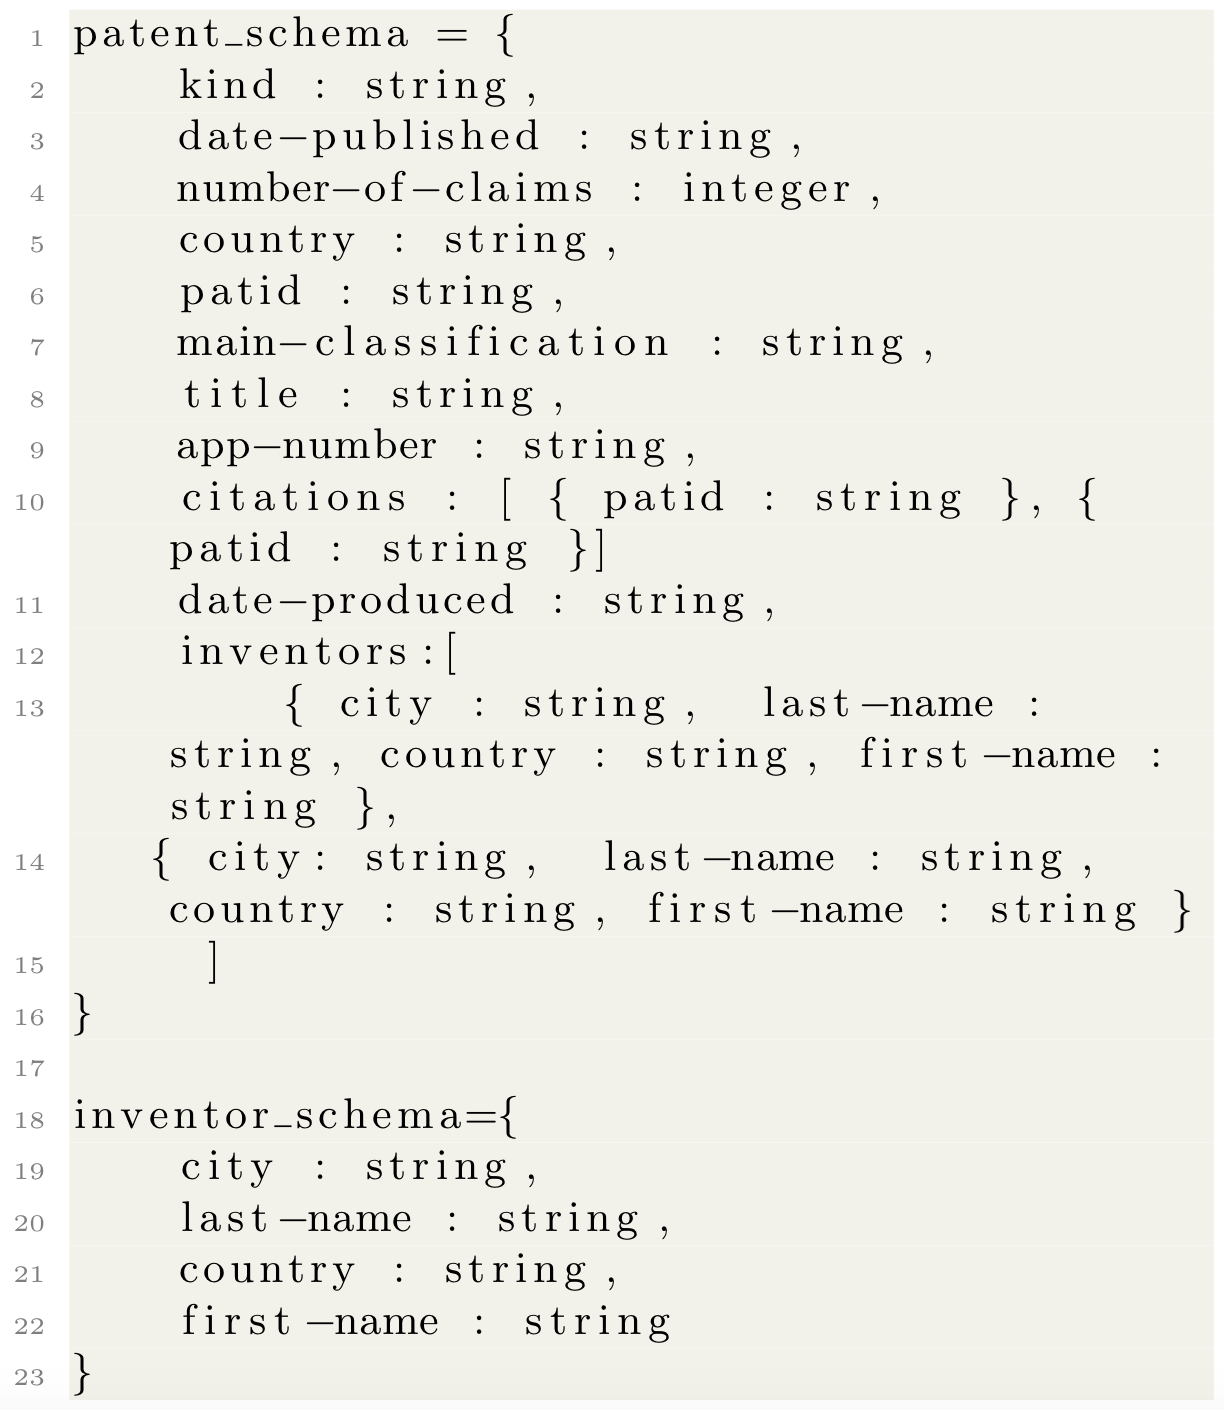 1 patent_schema = {
2 kind : string,
3 date-published : string,
4 number-of-claims : integer,
5 country : string,
6 patid : string,
7 main-classification : string,
8 title : string,
9 app-number : string,
10 citations : [ { patid : string }, {
patid : string }]
11 date-produced : string,
12 inventors:[
13 { city : string, last-name :
string, country : string, first-name :
string },
14 { city: string, last-name : string,
country : string, first-name : string }
15 ]
16 }
17
18 inventor_schema={
19 city : string,
20 last-name : string,
21 country : string,
22 first-name : string
23 }